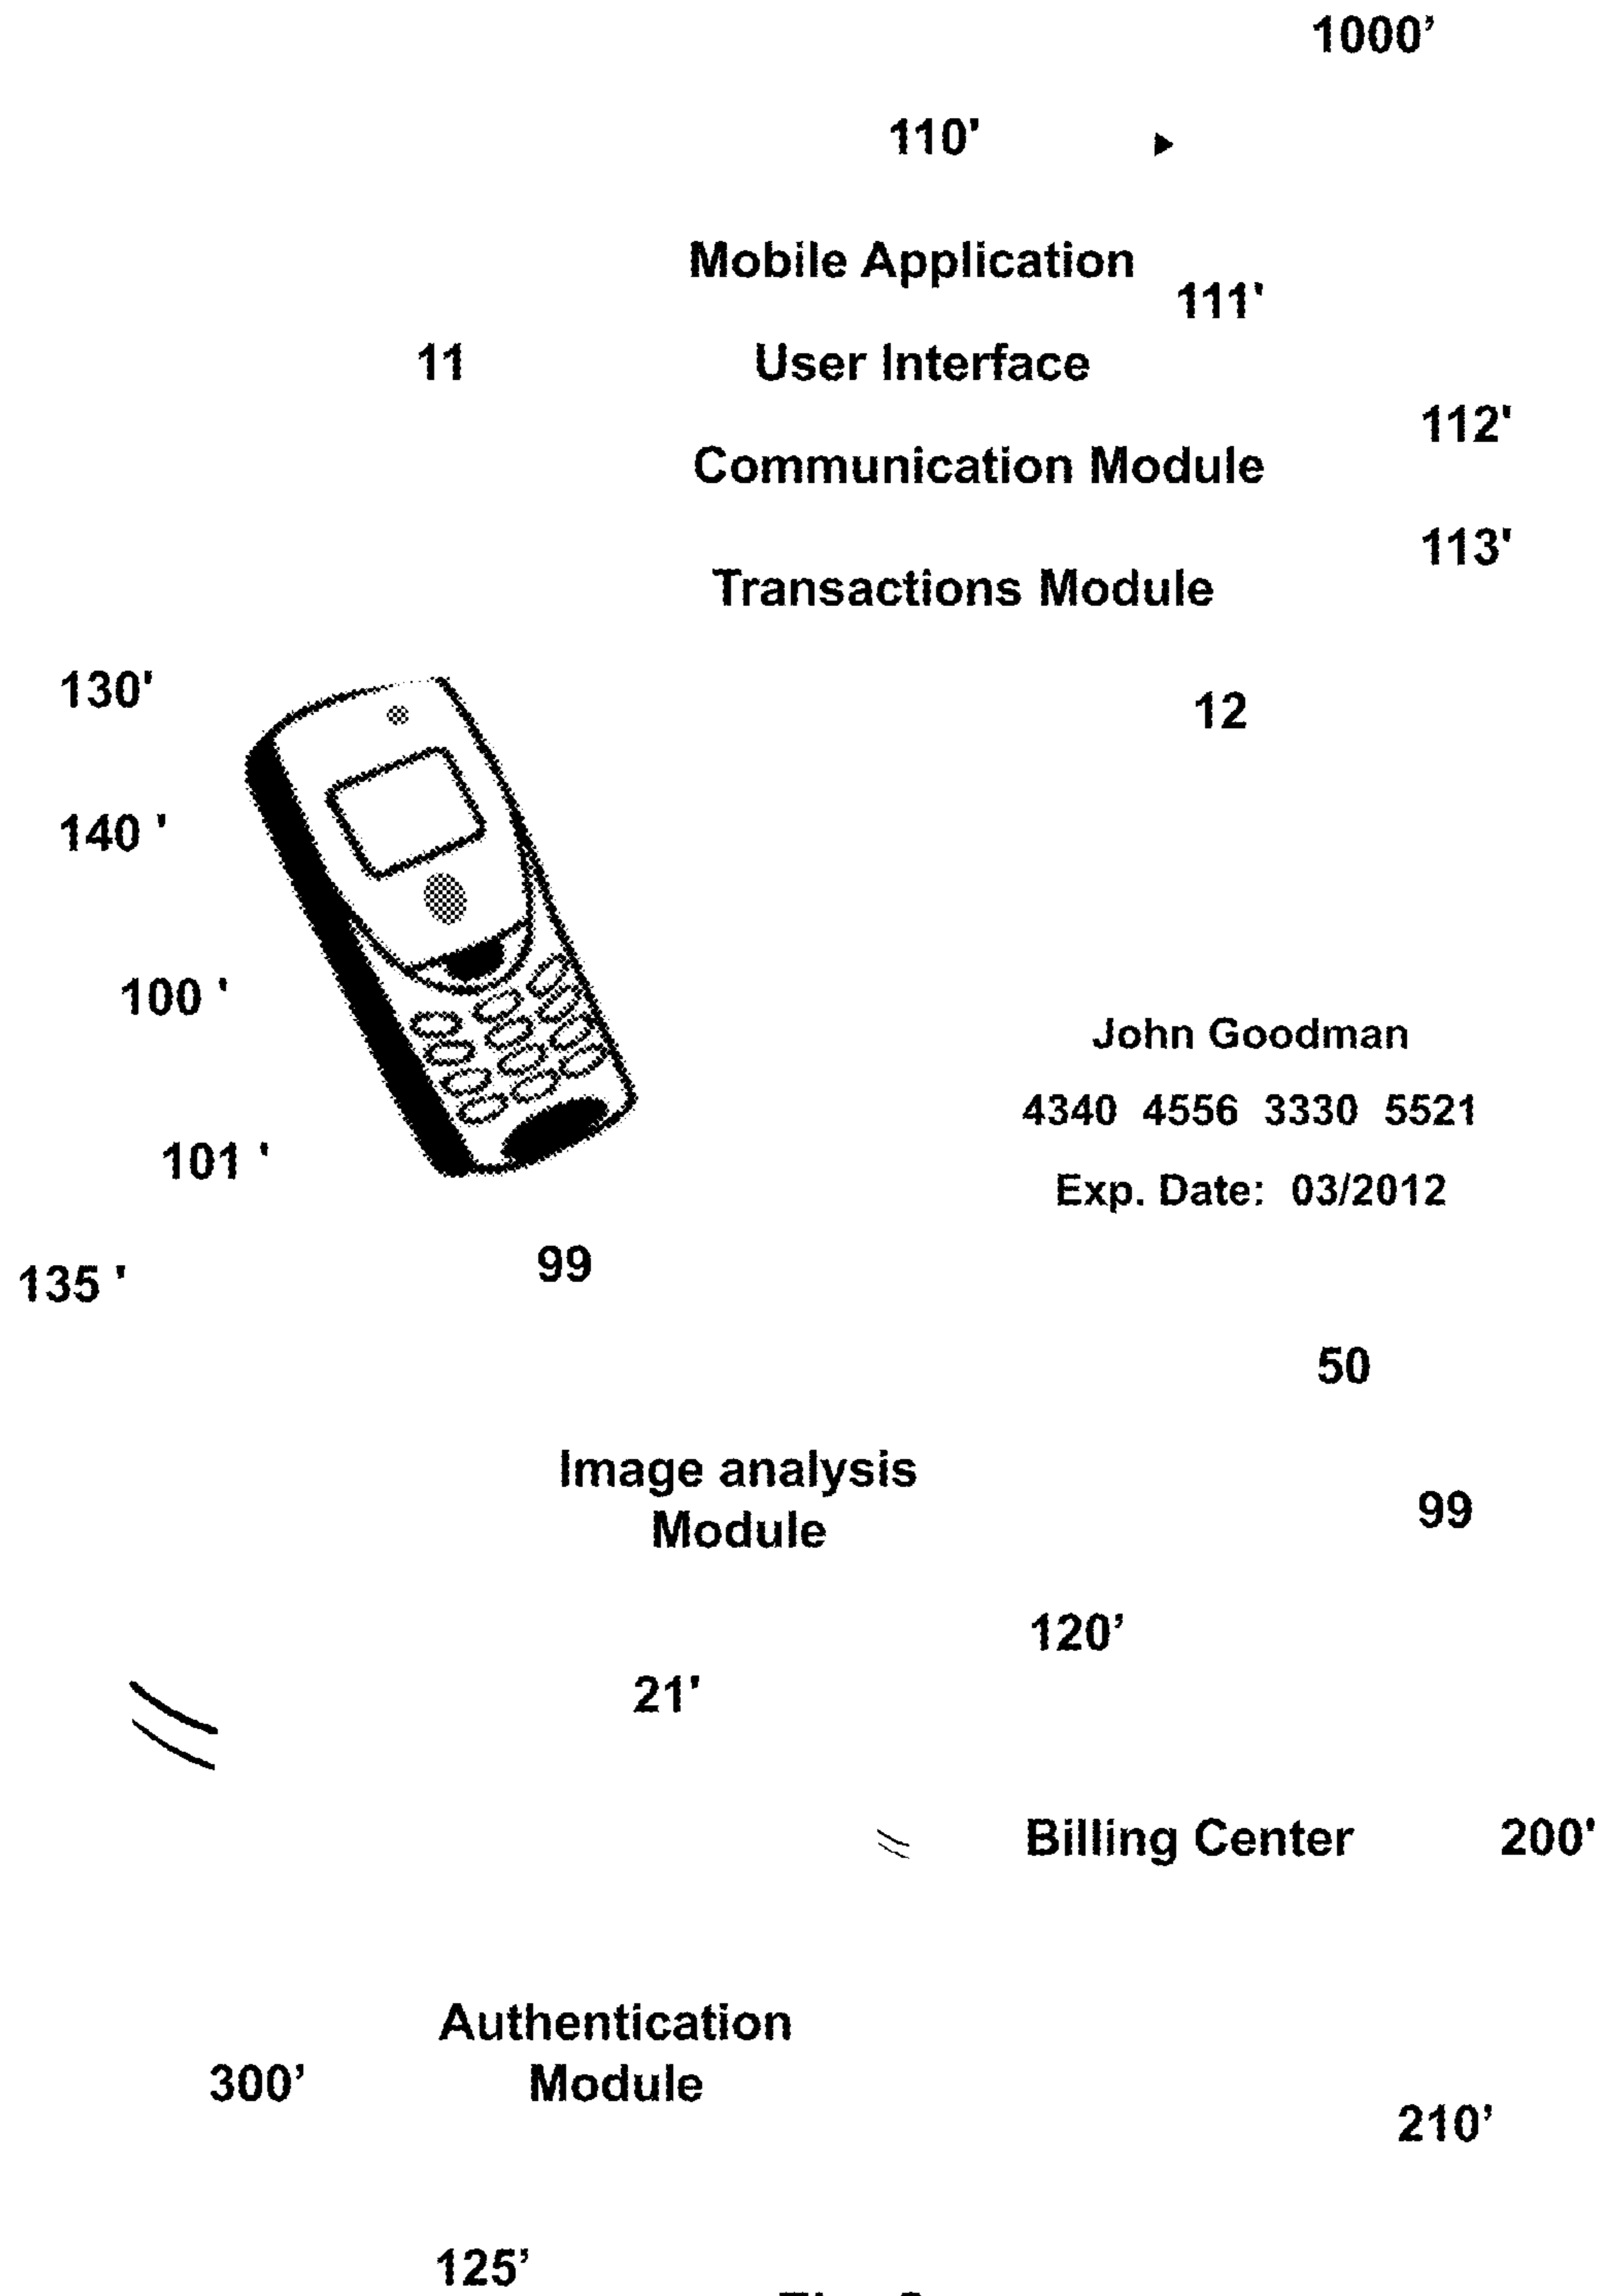 1000’
110'
Mobile Application
111'
11
User Interface
112'
Communication Module
113'
Transactions Module
130'
12
140 '
100 '
John Goodman
4340 4556 3330 5521
101 '
Exp. Date: 03/2012
99
135 '
50
Image analysis
Module
99
120’
21'
Billing Center
200'
Authentication
Module
300’
210’
125’